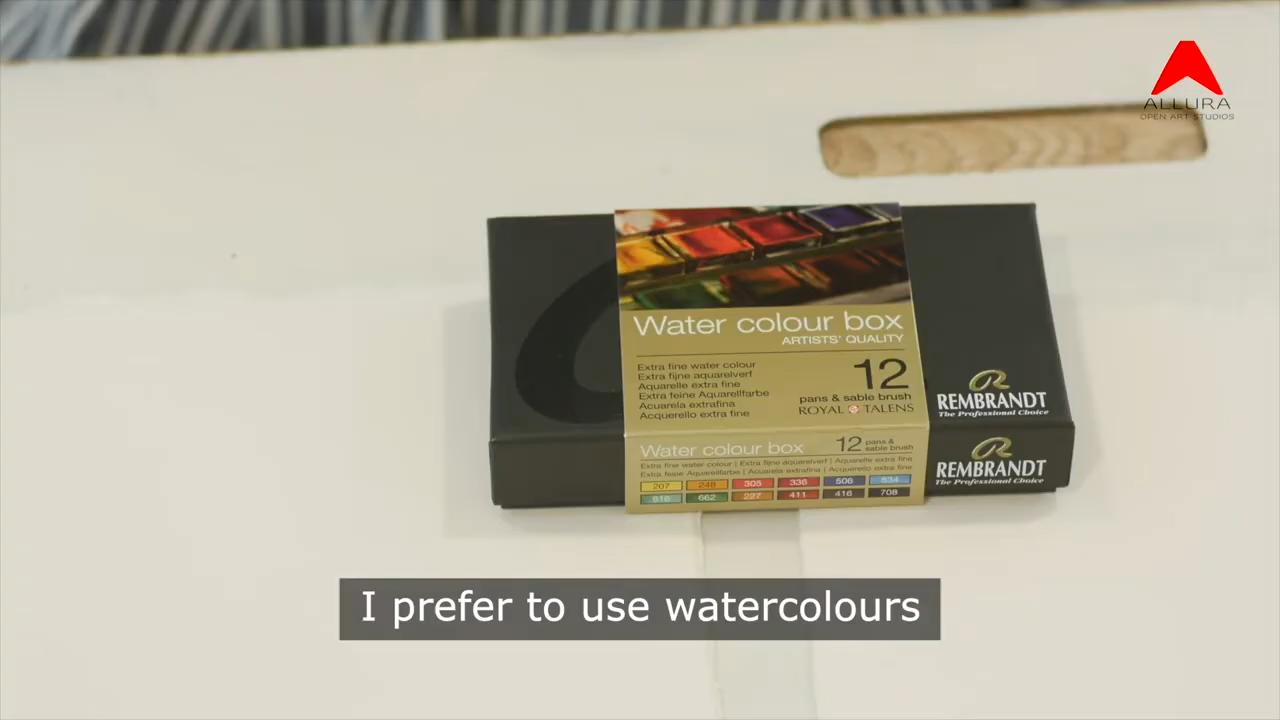 ALLURA
OPEN ART STUDIOS
Water colour box
ARTISTS' QUALITY
Extra fine water colour
Extra fijne aquarelverf
Aquarelle extra fine
Extra feine Aquarellfarbe
Acuarela extrafina
Acquerello extra fine
12
pans & sable brush
ROYAL TALENS
REMBRANDT
The Professional Choice
Water colour box 12 pans & sable brush
Extra fine water colour | Extra fijne aquarelverf | Aquarelle extra fine
Extra feine Aquarellfarbe | Acuarela extrafina | Acquerello extra fine
207 248 305 336 506 534
616 662 227 411 416 708
REMBRANDT
The Professional Choice
I prefer to use watercolours